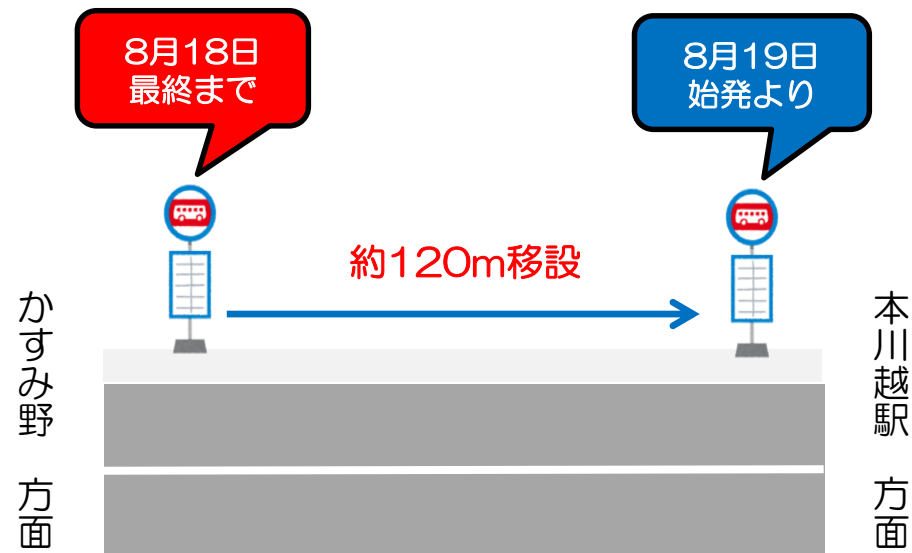 8月18日
最終まで
8月19日
始発より
約120m移設
かすみ野 方面
本川越駅 方面